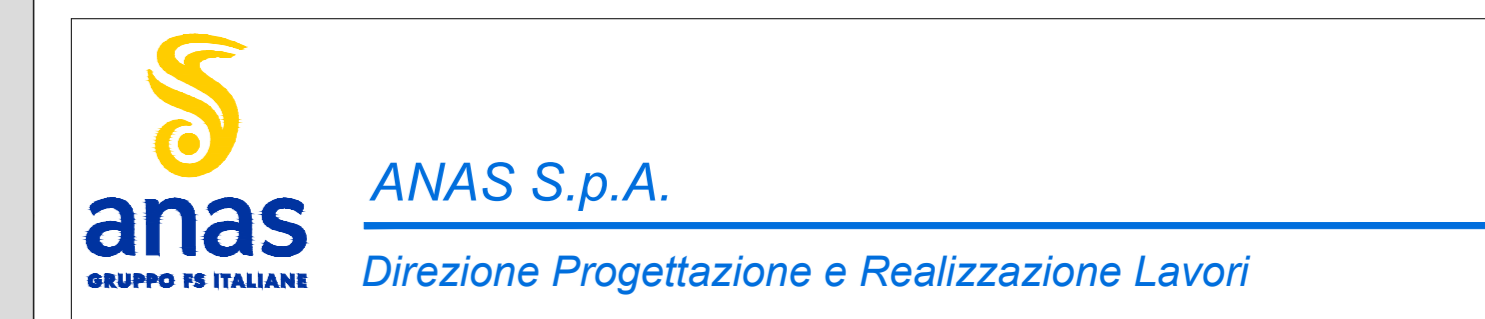 anas
GRUPPO FS ITALIANE
ANAS S.p.A.
Direzione Progettazione e Realizzazione Lavori